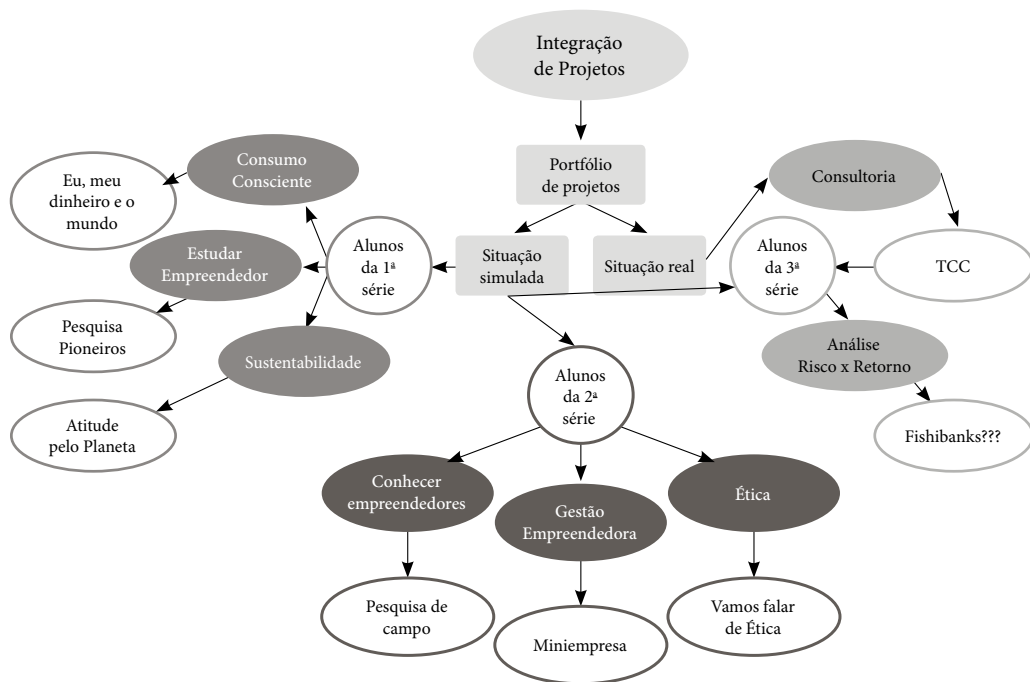 Integração
de Projetos
Portfólio
de projetos
Situação
simulada
Situação real
Consumo
Consciente
Eu, meu
dinheiro e o
mundo
Estudar
Empreendedor
Alunos
da 1ª
série
Pesquisa
Pioneiros
Sustentabilidade
Atitude
pelo Planeta
Consultoria
Alunos
da 3ª
série
TCC
Análise
Risco x Retorno
Fishibanks???
Alunos
da 2ª
série
Conhecer
empreendedores
Gestão
Empreendedora
Ética
Pesquisa de
campo
Miniempresa
Vamos falar
de Ética